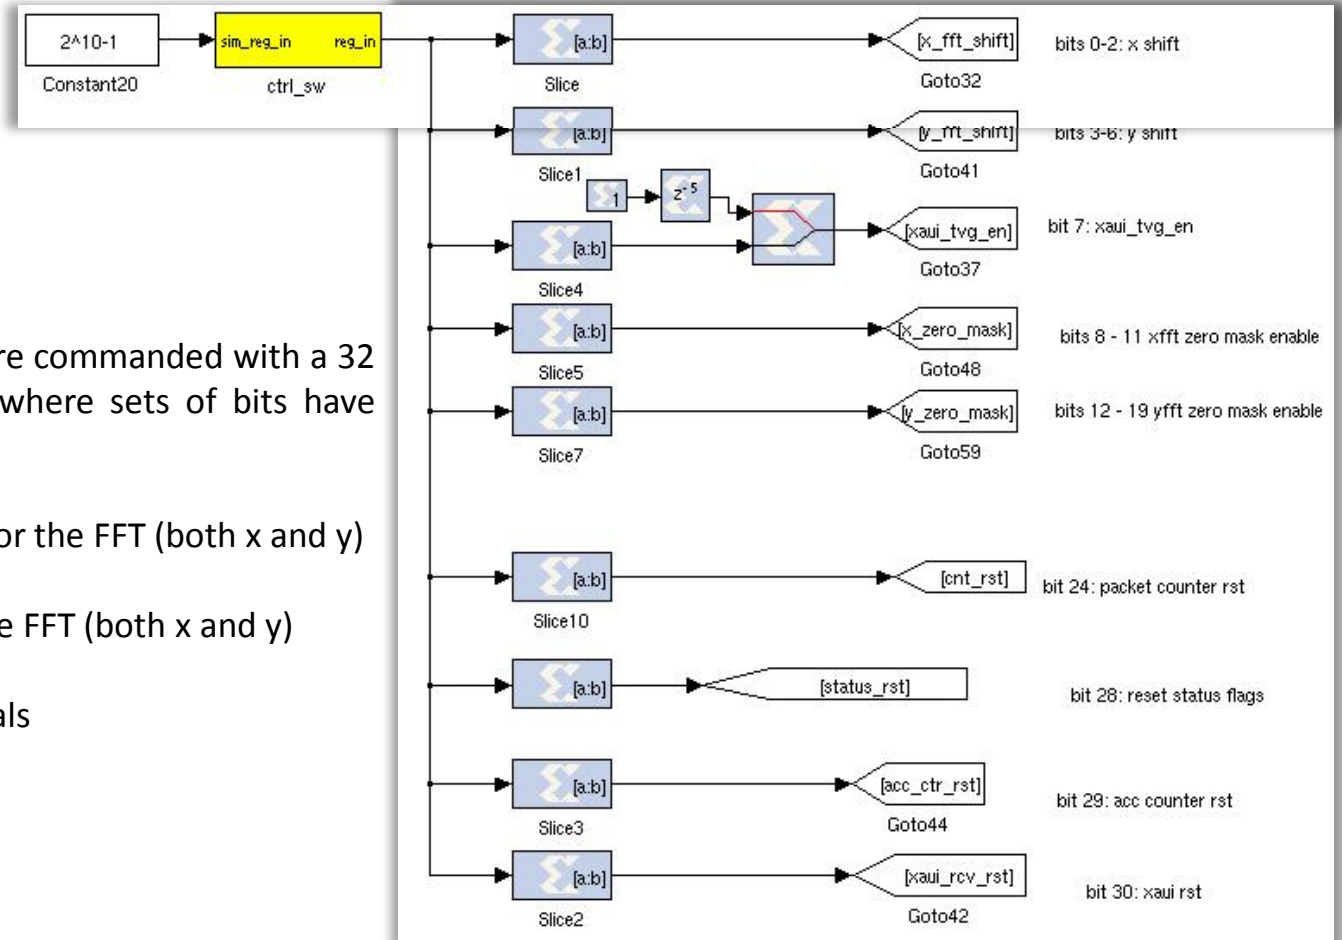 2^10-1
Constant20
sim_reg_in reg_in
ctrl_sw
[a:b]
Slice
[x_fft_shift]
Goto32
bits 0-2: x shift
[a:b]
Slice1
[y_fft_shift]
Goto41
bits 3-6: y shift
1
z-5
[a:b]
Slice4
[xaui_tvg_en]
Goto37
bit 7: xaui_tvg_en
[a:b]
Slice5
[x_zero_mask]
Goto48
bits 8 - 11 xfft zero mask enable
[a:b]
Slice7
[y_zero_mask]
Goto59
bits 12 - 19 yfft zero mask enable
[a:b]
Slice10
[cnt_rst]
bit 24: packet counter rst
[a:b]
[status_rst]
bit 28: reset status flags
[a:b]
Slice3
[acc_ctr_rst]
Goto44
bit 29: acc counter rst
[a:b]
Slice2
[xaui_rcv_rst]
Goto42
bit 30: xaui rst
re commanded with a 32
where sets of bits have
or the FFT (both x and y)
e FFT (both x and y)
als